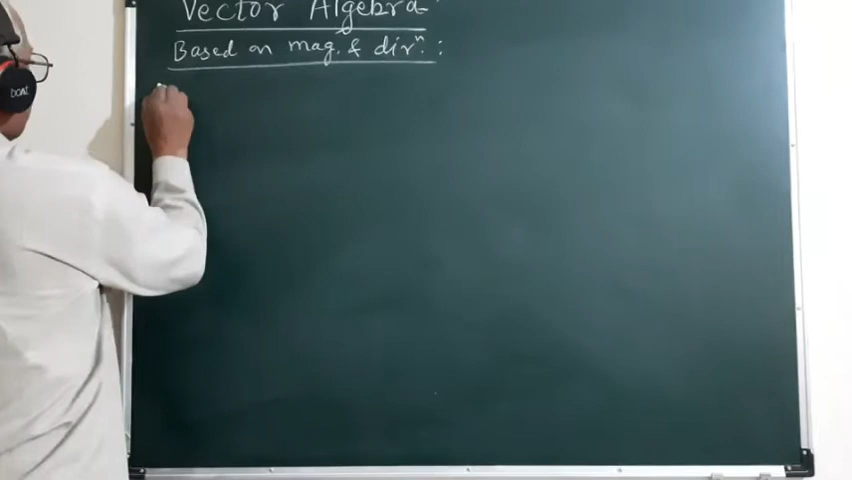 Vector Algebra
Based on mag. & dirⁿ. :